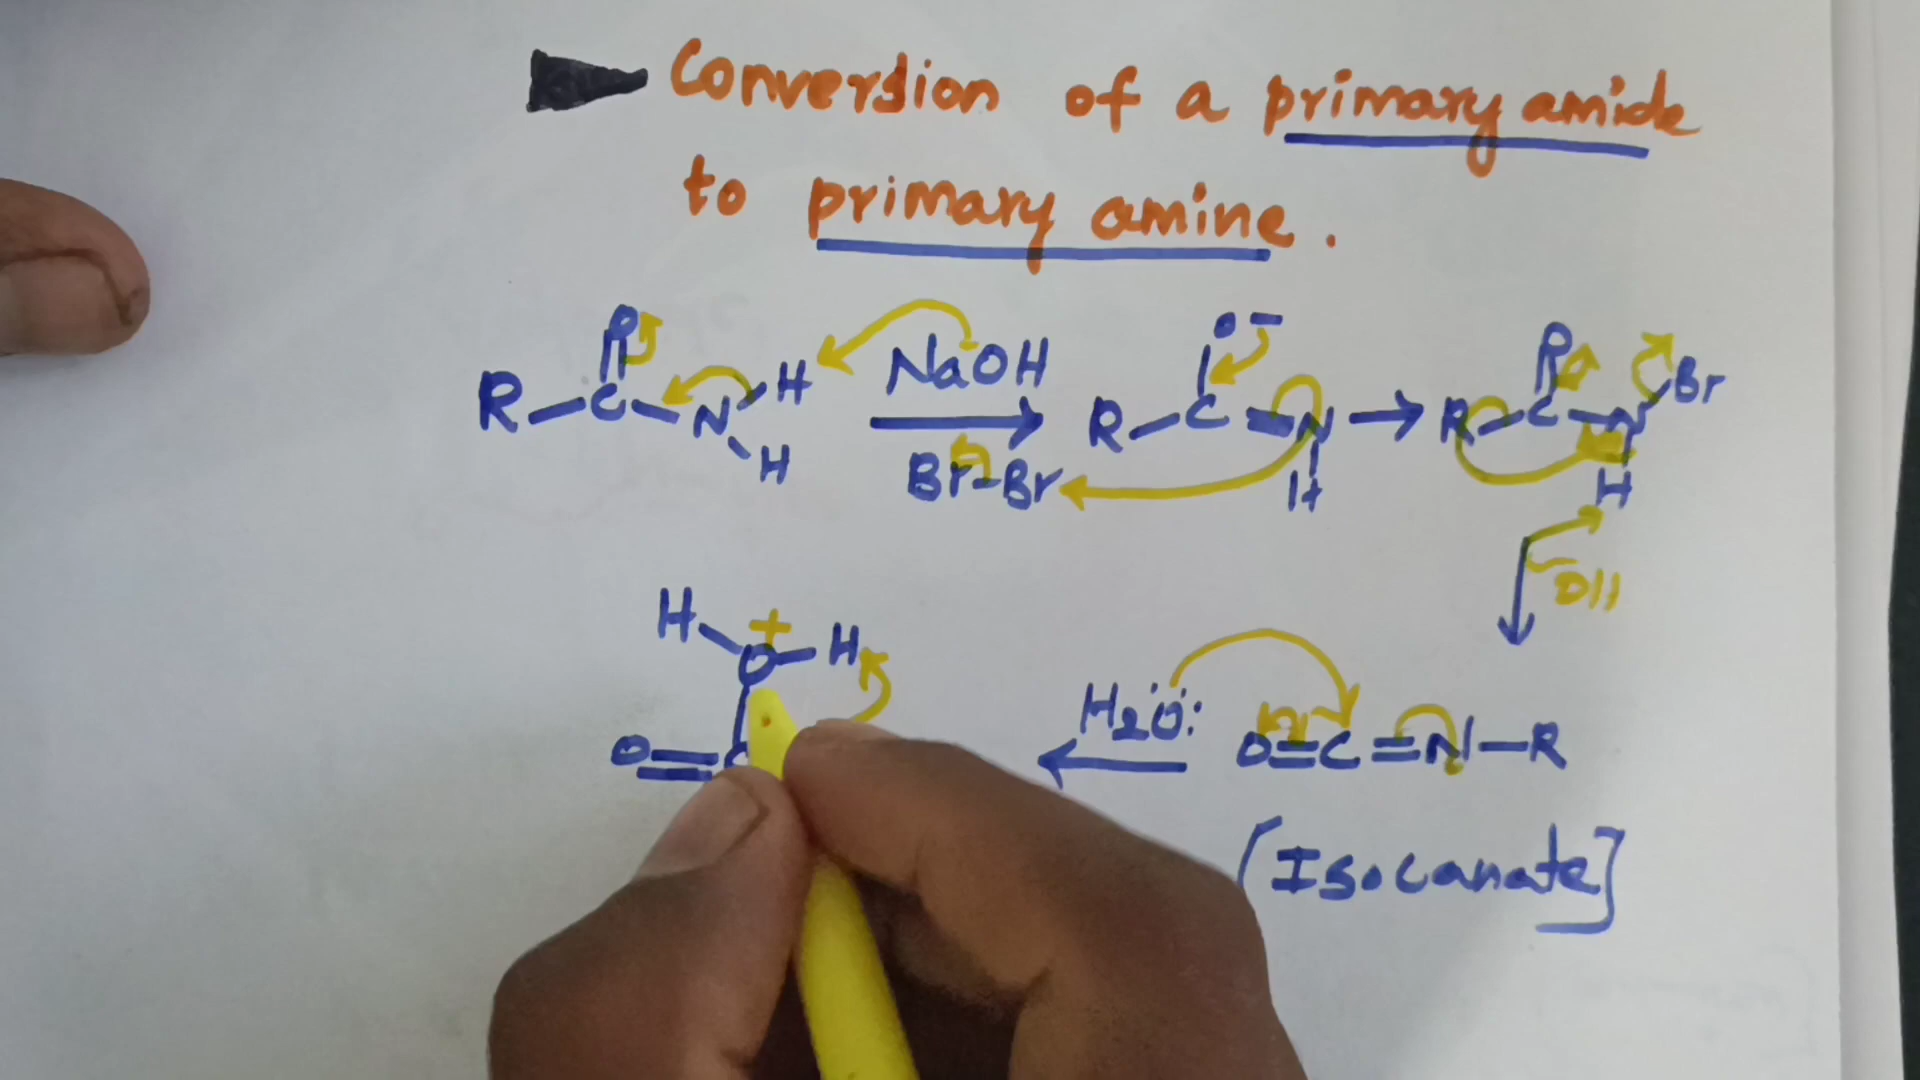 Conversion of a primary amide
to primary amine.
O O- O
R-C-N-H NaOH R-C=N → R-C-N-Br
H Br-Br H H
OH
H O+ H
O=C H2O: O=C=N-R
[Isocanate]